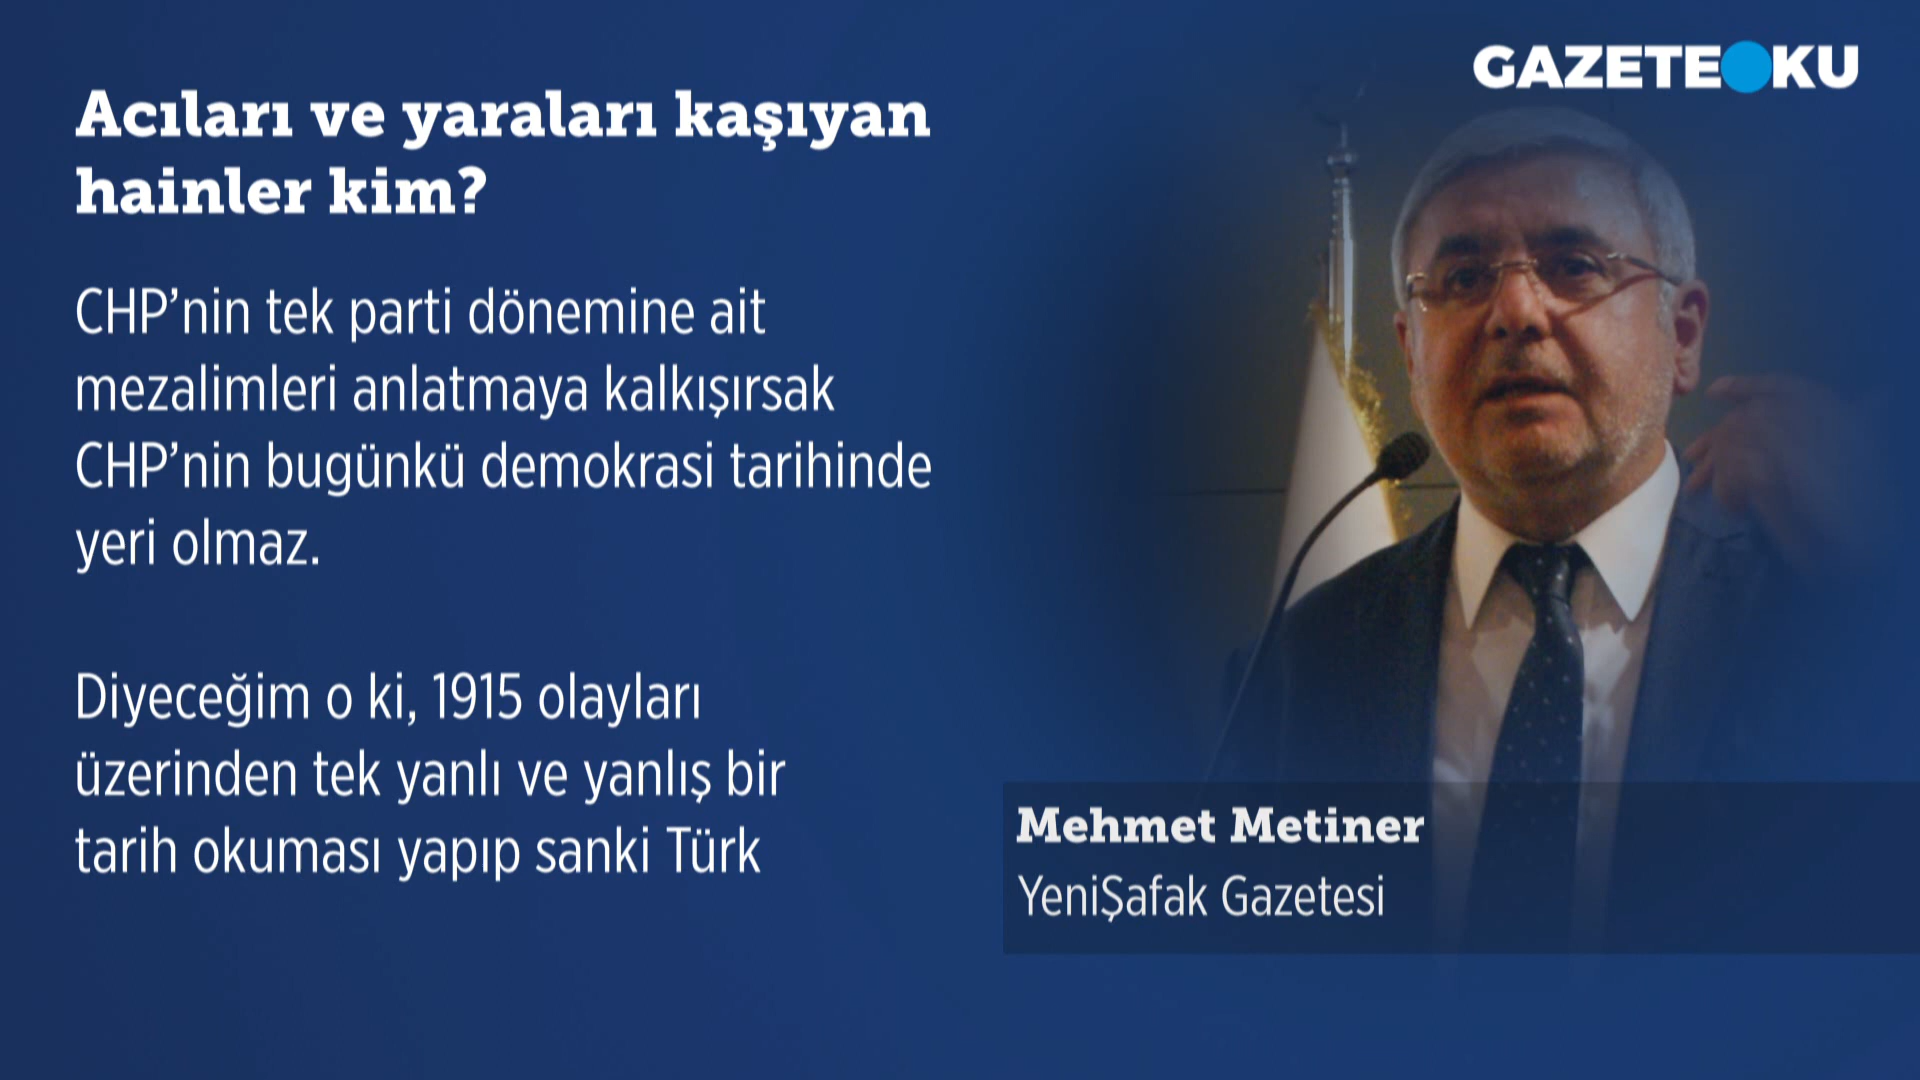 GAZETEOKU
Acıları ve yaraları kaşıyan
hainler kim?
CHP’nin tek parti dönemine ait
mezalimleri anlatmaya kalkışırsak
CHP’nin bugünkü demokrasi tarihinde
yeri olmaz.
Diyeceğim o ki, 1915 olayları
üzerinden tek yanlı ve yanlış bir
tarih okuması yapıp sanki Türk
Mehmet Metiner
YeniŞafak Gazetesi